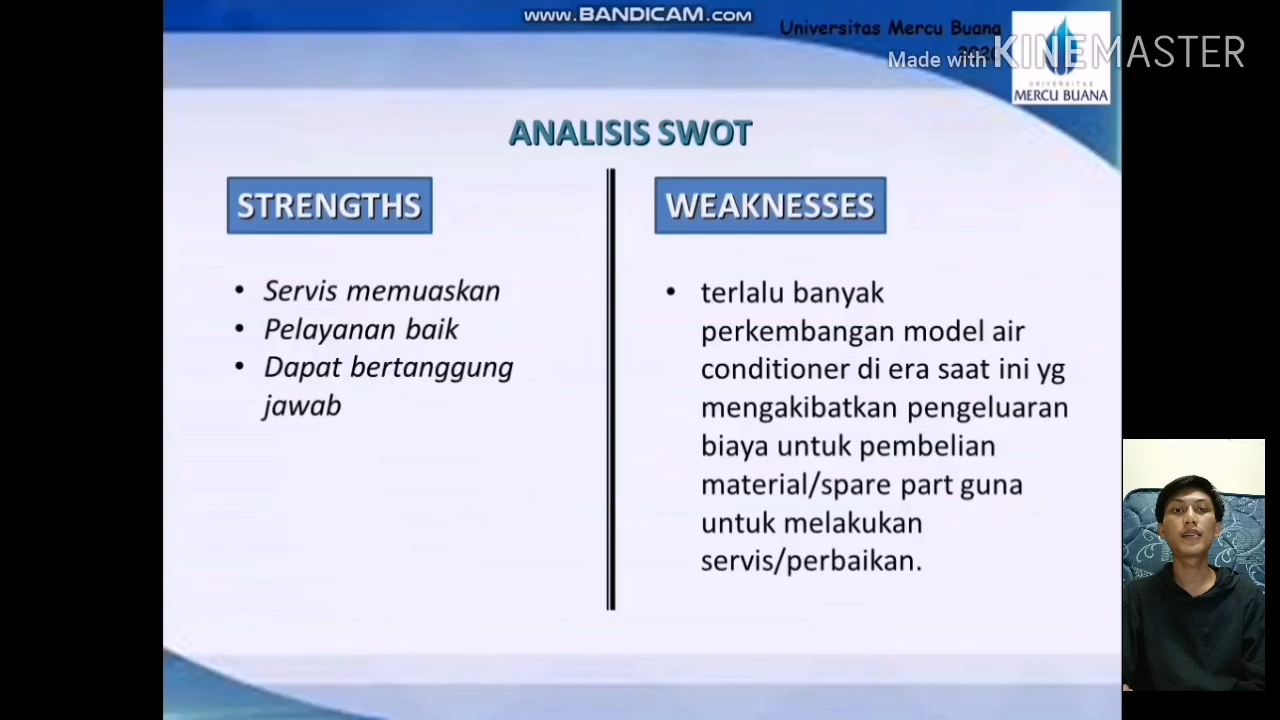 www.BANDICAM.com
Universitas Mercu Buana
Made with KINEMASTER
UNIVERSITAS
MERCU BUANA
ANALISIS SWOT
STRENGTHS
• Servis memuaskan
• Pelayanan baik
• Dapat bertanggung
jawab
WEAKNESSES
• terlalu banyak
perkembangan model air
conditioner di era saat ini yg
mengakibatkan pengeluaran
biaya untuk pembelian
material/spare part guna
untuk melakukan
servis/perbaikan.